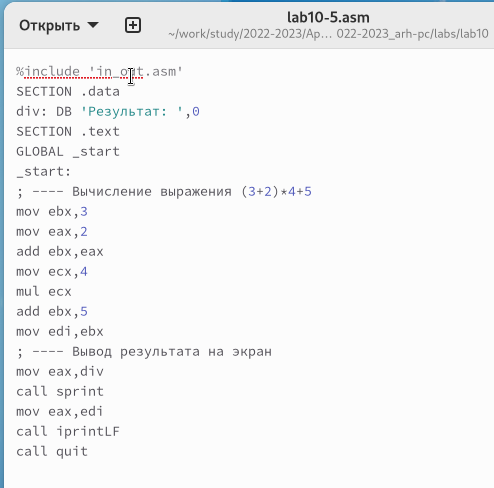 lab10-5.asm
Открыть
~/work/study/2022-2023/Ар... 022-2023_arh-pc/labs/lab10
%include 'in_out.asm'
SECTION .data
div: DB 'Результат: ',0
SECTION .text
GLOBAL _start
_start:
; ---- Вычисление выражения (3+2)*4+5
mov ebx,3
mov eax,2
add ebx,eax
mov ecx,4
mul ecx
add ebx,5
mov edi,ebx
; ---- Вывод результата на экран
mov eax,div
call sprint
mov eax,edi
call iprintLF
call quit